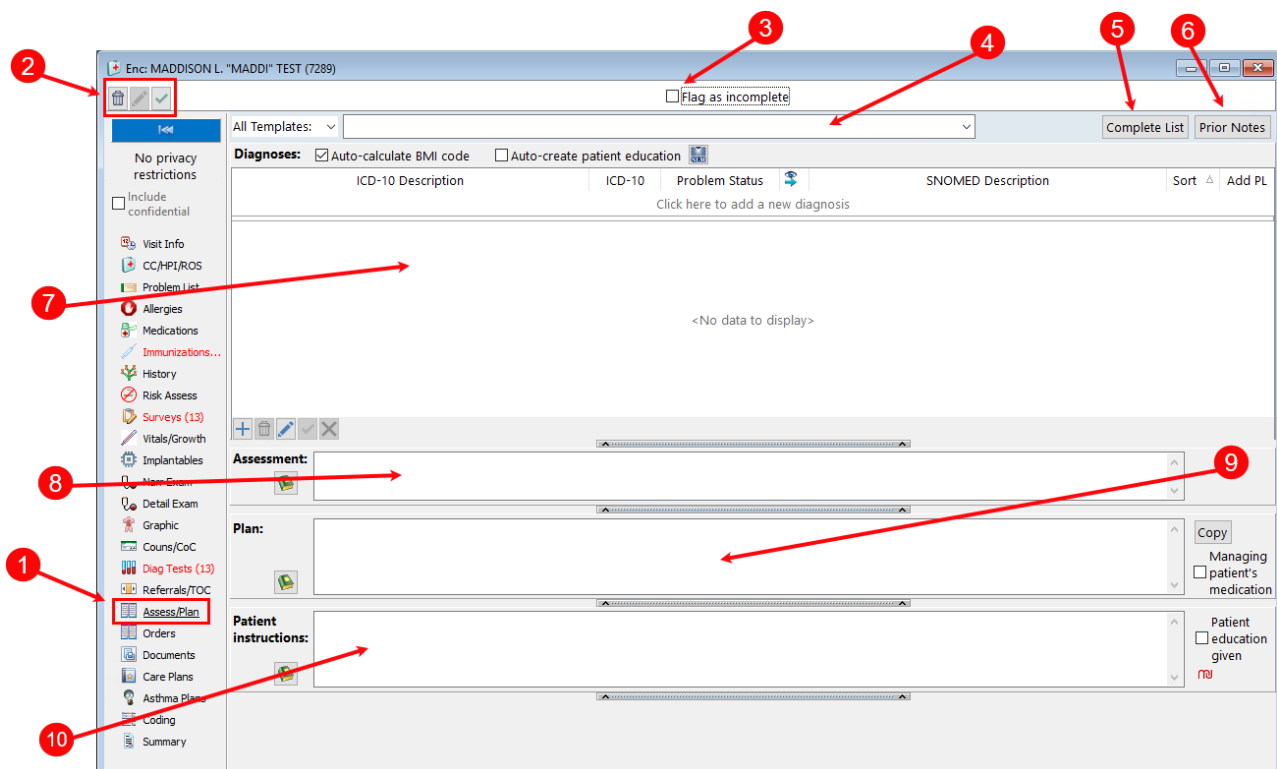 3
5
6
4
2
Enc: MADDISON L. "MADDI" TEST (7289)
Flag as incomplete
All Templates:
Complete List
Prior Notes
No privacy
restrictions
Include
confidential
Diagnoses:
Auto-calculate BMI code
Auto-create patient education
ICD-10 Description
ICD-10
Problem Status
SNOMED Description
Sort
Add PL
Click here to add a new diagnosis
<No data to display>
7
Visit Info
CC/HPI/ROS
Problem List
Allergies
Medications
Immunizations...
History
Risk Assess
Surveys (13)
Vitals/Growth
Implantables
Narr Exam
Detail Exam
Graphic
Couns/CoC
Diag Tests (13)
Referrals/TOC
Assess/Plan
Orders
Documents
Care Plans
Asthma Plans
Coding
Summary
8
1
10
Assessment:
9
Plan:
Copy
Managing
patient's
medication
Patient
instructions:
Patient
education
given